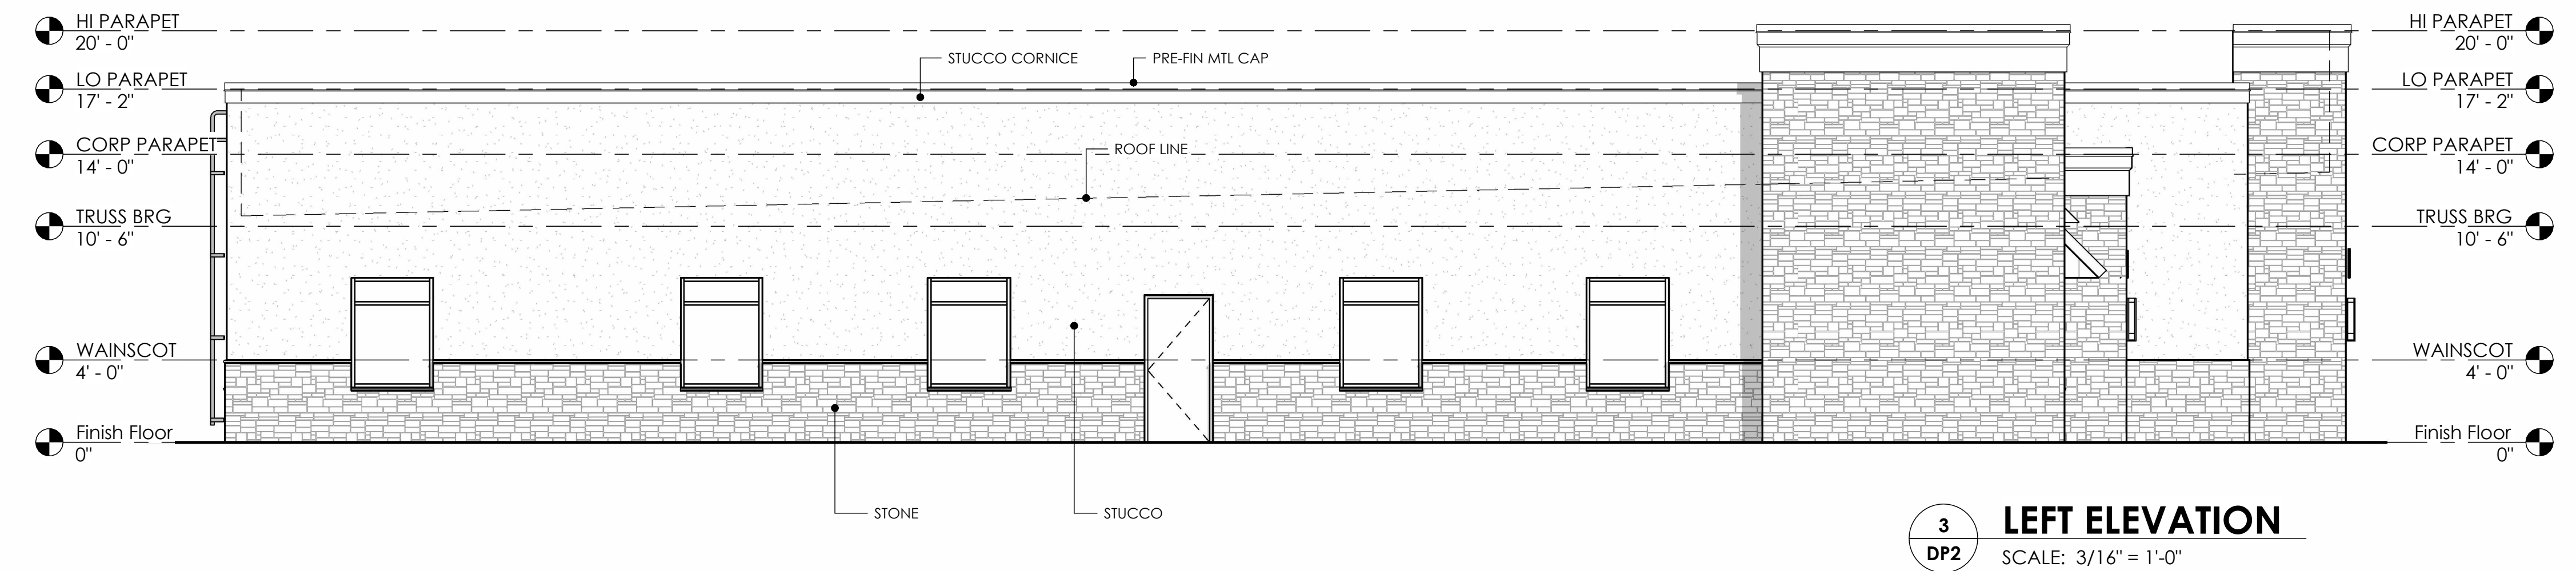 HI PARAPET
20' - 0"
LO PARAPET
17' - 2"
CORP PARAPET
14' - 0"
TRUSS BRG
10' - 6"
WAINSCOT
4' - 0"
Finish Floor
0"
STUCCO CORNICE
PRE-FIN MTL CAP
ROOF LINE
STONE
STUCCO
HI PARAPET
20' - 0"
LO PARAPET
17' - 2"
CORP PARAPET
14' - 0"
TRUSS BRG
10' - 6"
WAINSCOT
4' - 0"
Finish Floor
0"
3
DP2
LEFT ELEVATION
SCALE: 3/16" = 1'-0"